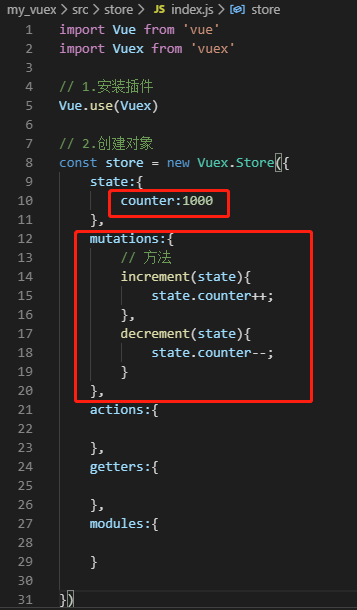 my_vuex > src > store > JS index.js > store
1 import Vue from 'vue'
2 import Vuex from 'vuex'
3
4 // 1.安装插件
5 Vue.use(Vuex)
6
7 // 2.创建对象
8 const store = new Vuex.Store({
9 state:{
10 counter:1000
11 },
12 mutations:{
13 // 方法
14 increment(state){
15 state.counter++;
16 },
17 decrement(state){
18 state.counter--;
19 }
20 },
21 actions:{
22
23 },
24 getters:{
25
26 },
27 modules:{
28
29 }
30
31 })